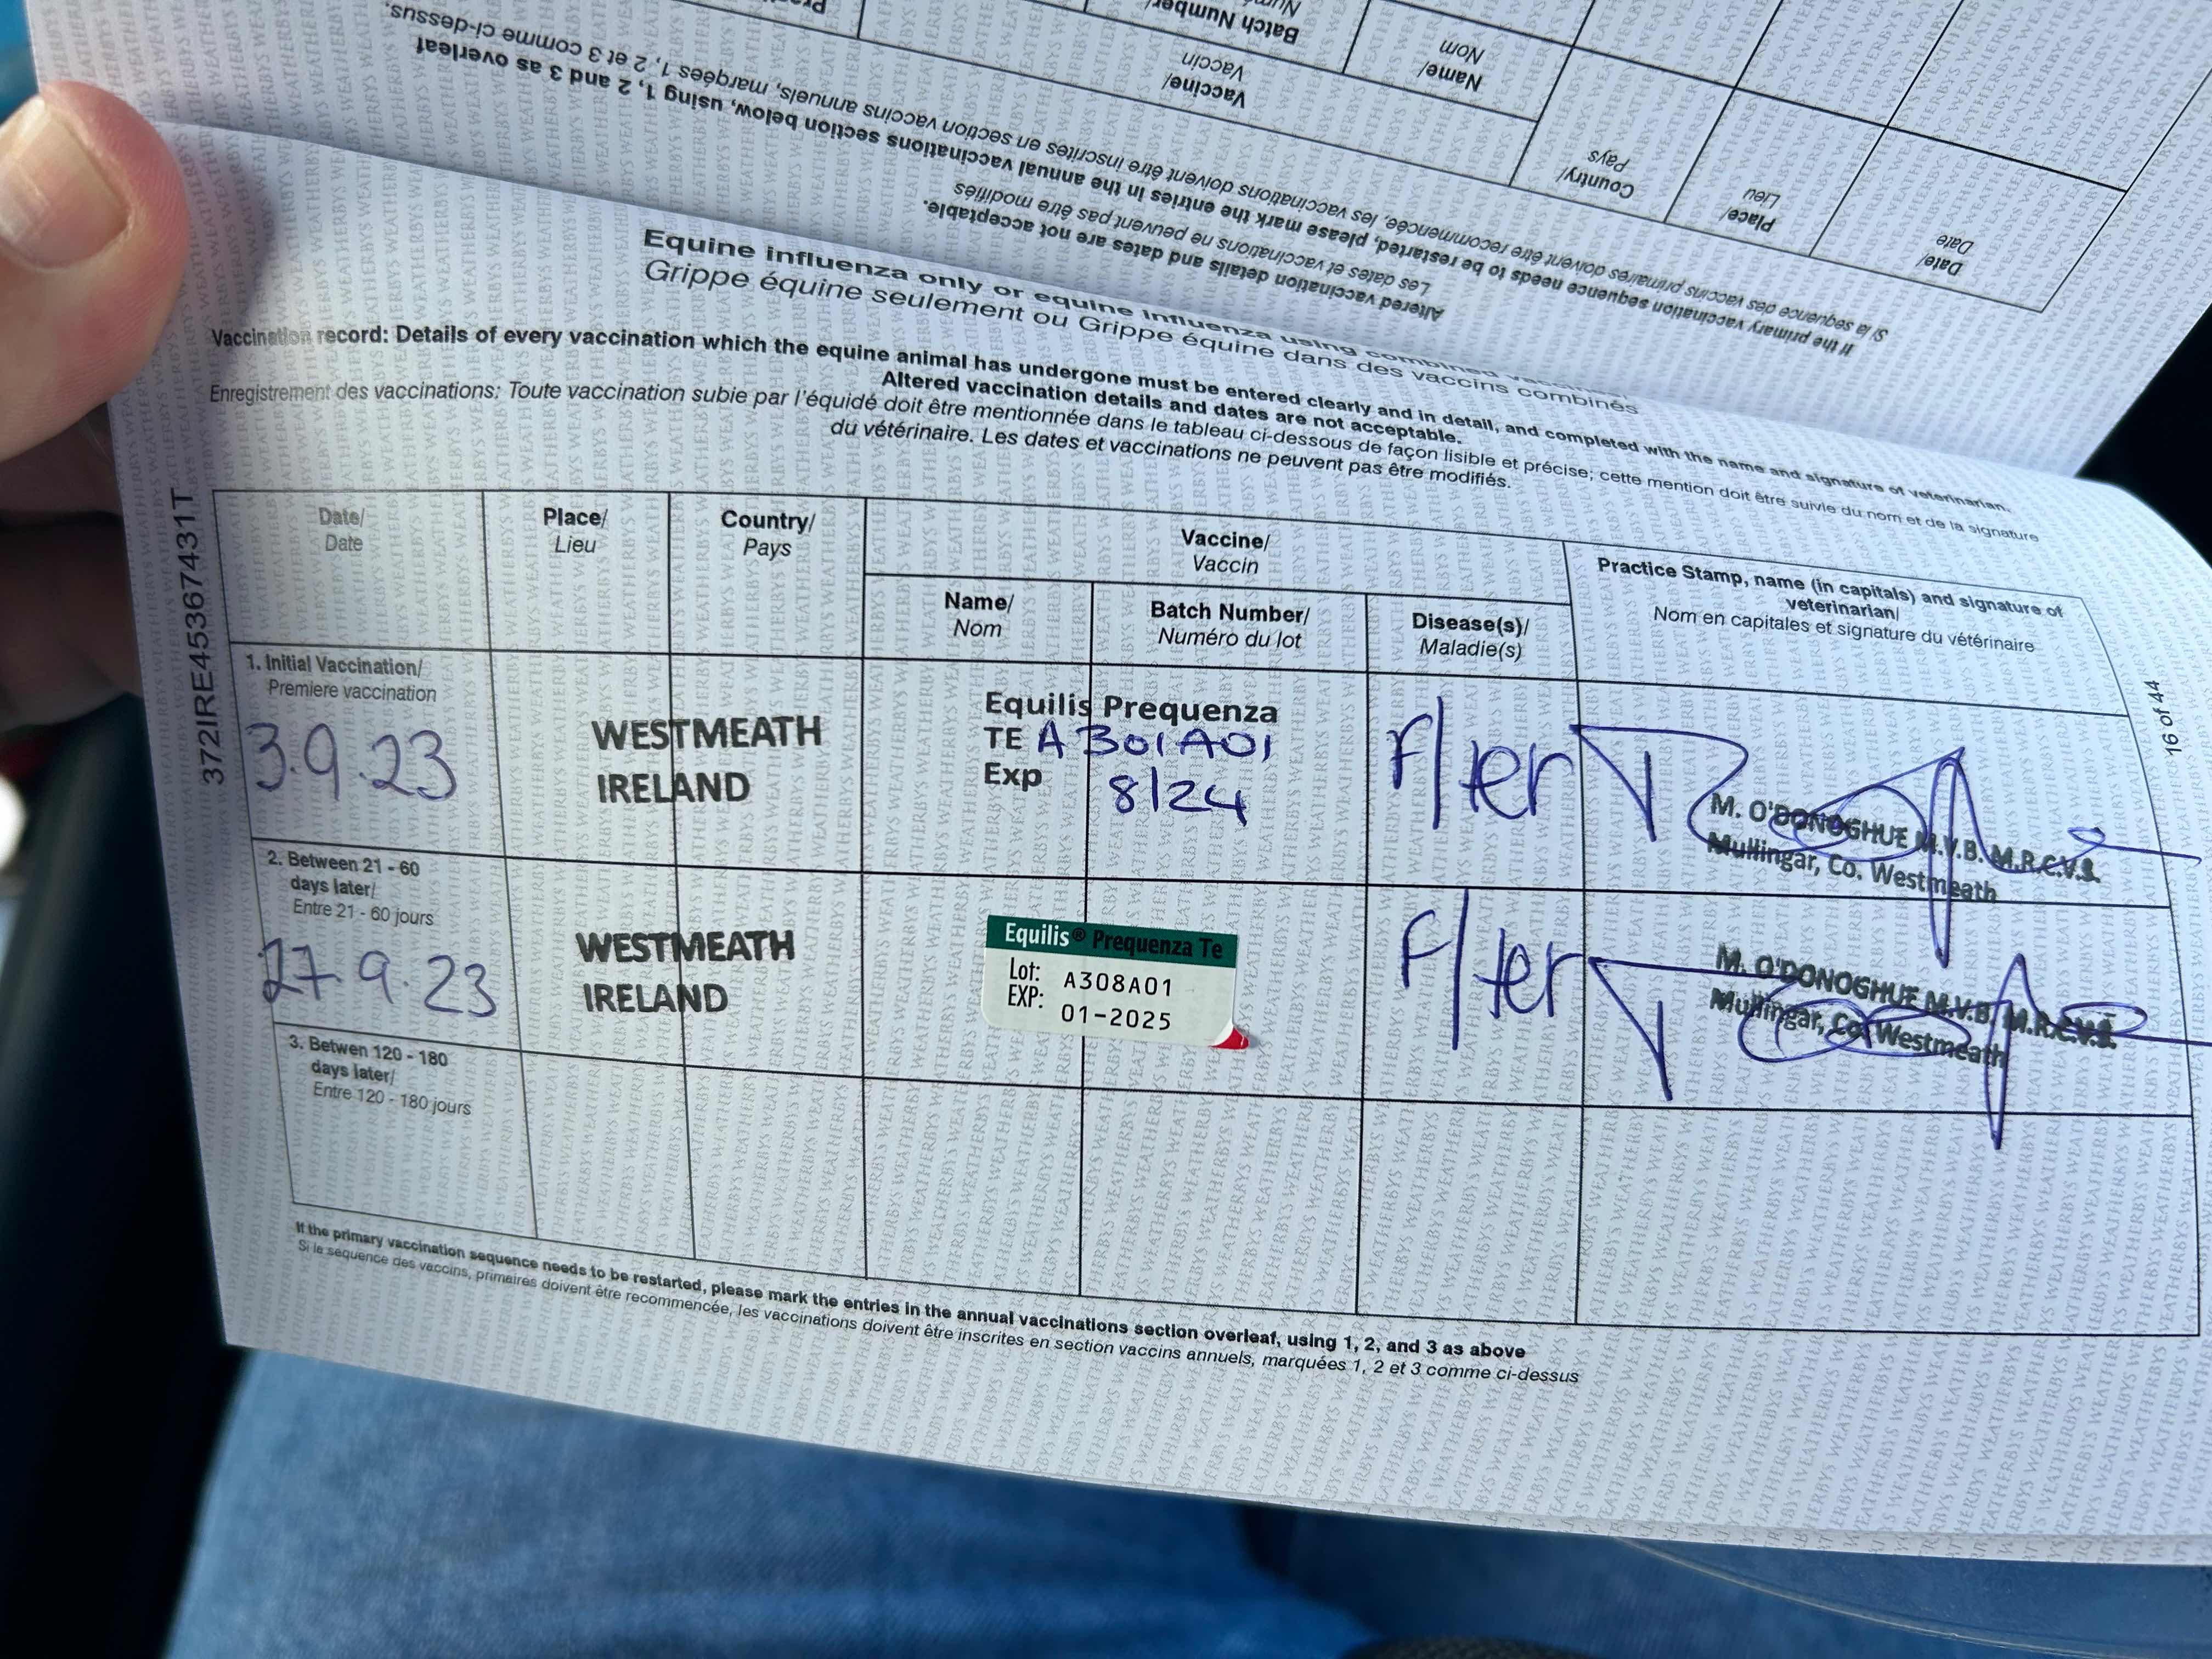 Date/
Date
Place/
Lieu
Country/
Pays
Name/
Nom
Vaccine/
Vaccin
Batch Number/
Altered vaccination details and dates are not acceptable.
Les dates et vaccinations ne peuvent pas être modifiés
If the primary vaccination sequence needs to be restarted, please mark the entries in the annual vaccinations section below, using 1, 2 and 3 as overleaf
Si la séquence des vaccins primaires doivent être recommencée, les vaccinations doivent être inscrites en section vaccins annuels, marqées 1, 2 et 3 comme ci-dessus.
Equine influenza only or equine influenza using combined vaccines
Grippe équine seulement ou Grippe équine dans des vaccins combinés
Vaccination record: Details of every vaccination which the equine animal has undergone must be entered clearly and in detail, and completed with the name and signature of veterinarian.
Altered vaccination details and dates are not acceptable.
Enregistrement des vaccinations: Toute vaccination subie par l'équidé doit être mentionnée dans le tableau ci-dessous de façon lisible et précise; cette mention doit être suivie du nom et de la signature
du vétérinaire. Les dates et vaccinations ne peuvent pas être modifiés.
372IRE45367431T
Date/
Date
Place/
Lieu
Country/
Pays
Vaccine/
Vaccin
Name/
Nom
Batch Number/
Numéro du lot
Disease(s)/
Maladie(s)
Practice Stamp, name (in capitals) and signature of
veterinarian/
Nom en capitales et signature du vétérinaire
1. Initial Vaccination/
Premiere vaccination
3.9.23
WESTMEATH
IRELAND
Equilis Prequenza
TE A301A01
Exp 8/24
F/ter
M. O'DONOGHUE M.V.B. M.R.C.V.S.
Mullingar, Co. Westmeath
2. Between 21 - 60
days later/
Entre 21 - 60 jours
27.9.23
WESTMEATH
IRELAND
Equilis® Prequenza Te
Lot: A308A01
EXP: 01-2025
F/ter
M. O'DONOGHUE M.V.B. M.R.C.V.S.
Mullingar, Co. Westmeath
3. Betwen 120 - 180
days later/
Entre 120 - 180 jours
16 of 44
If the primary vaccination sequence needs to be restarted, please mark the entries in the annual vaccinations section overleaf, using 1, 2, and 3 as above
Si la séquence des vaccins, primaires doivent être recommencée, les vaccinations doivent être inscrites en section vaccins annuels, marquées 1, 2 et 3 comme ci-dessus